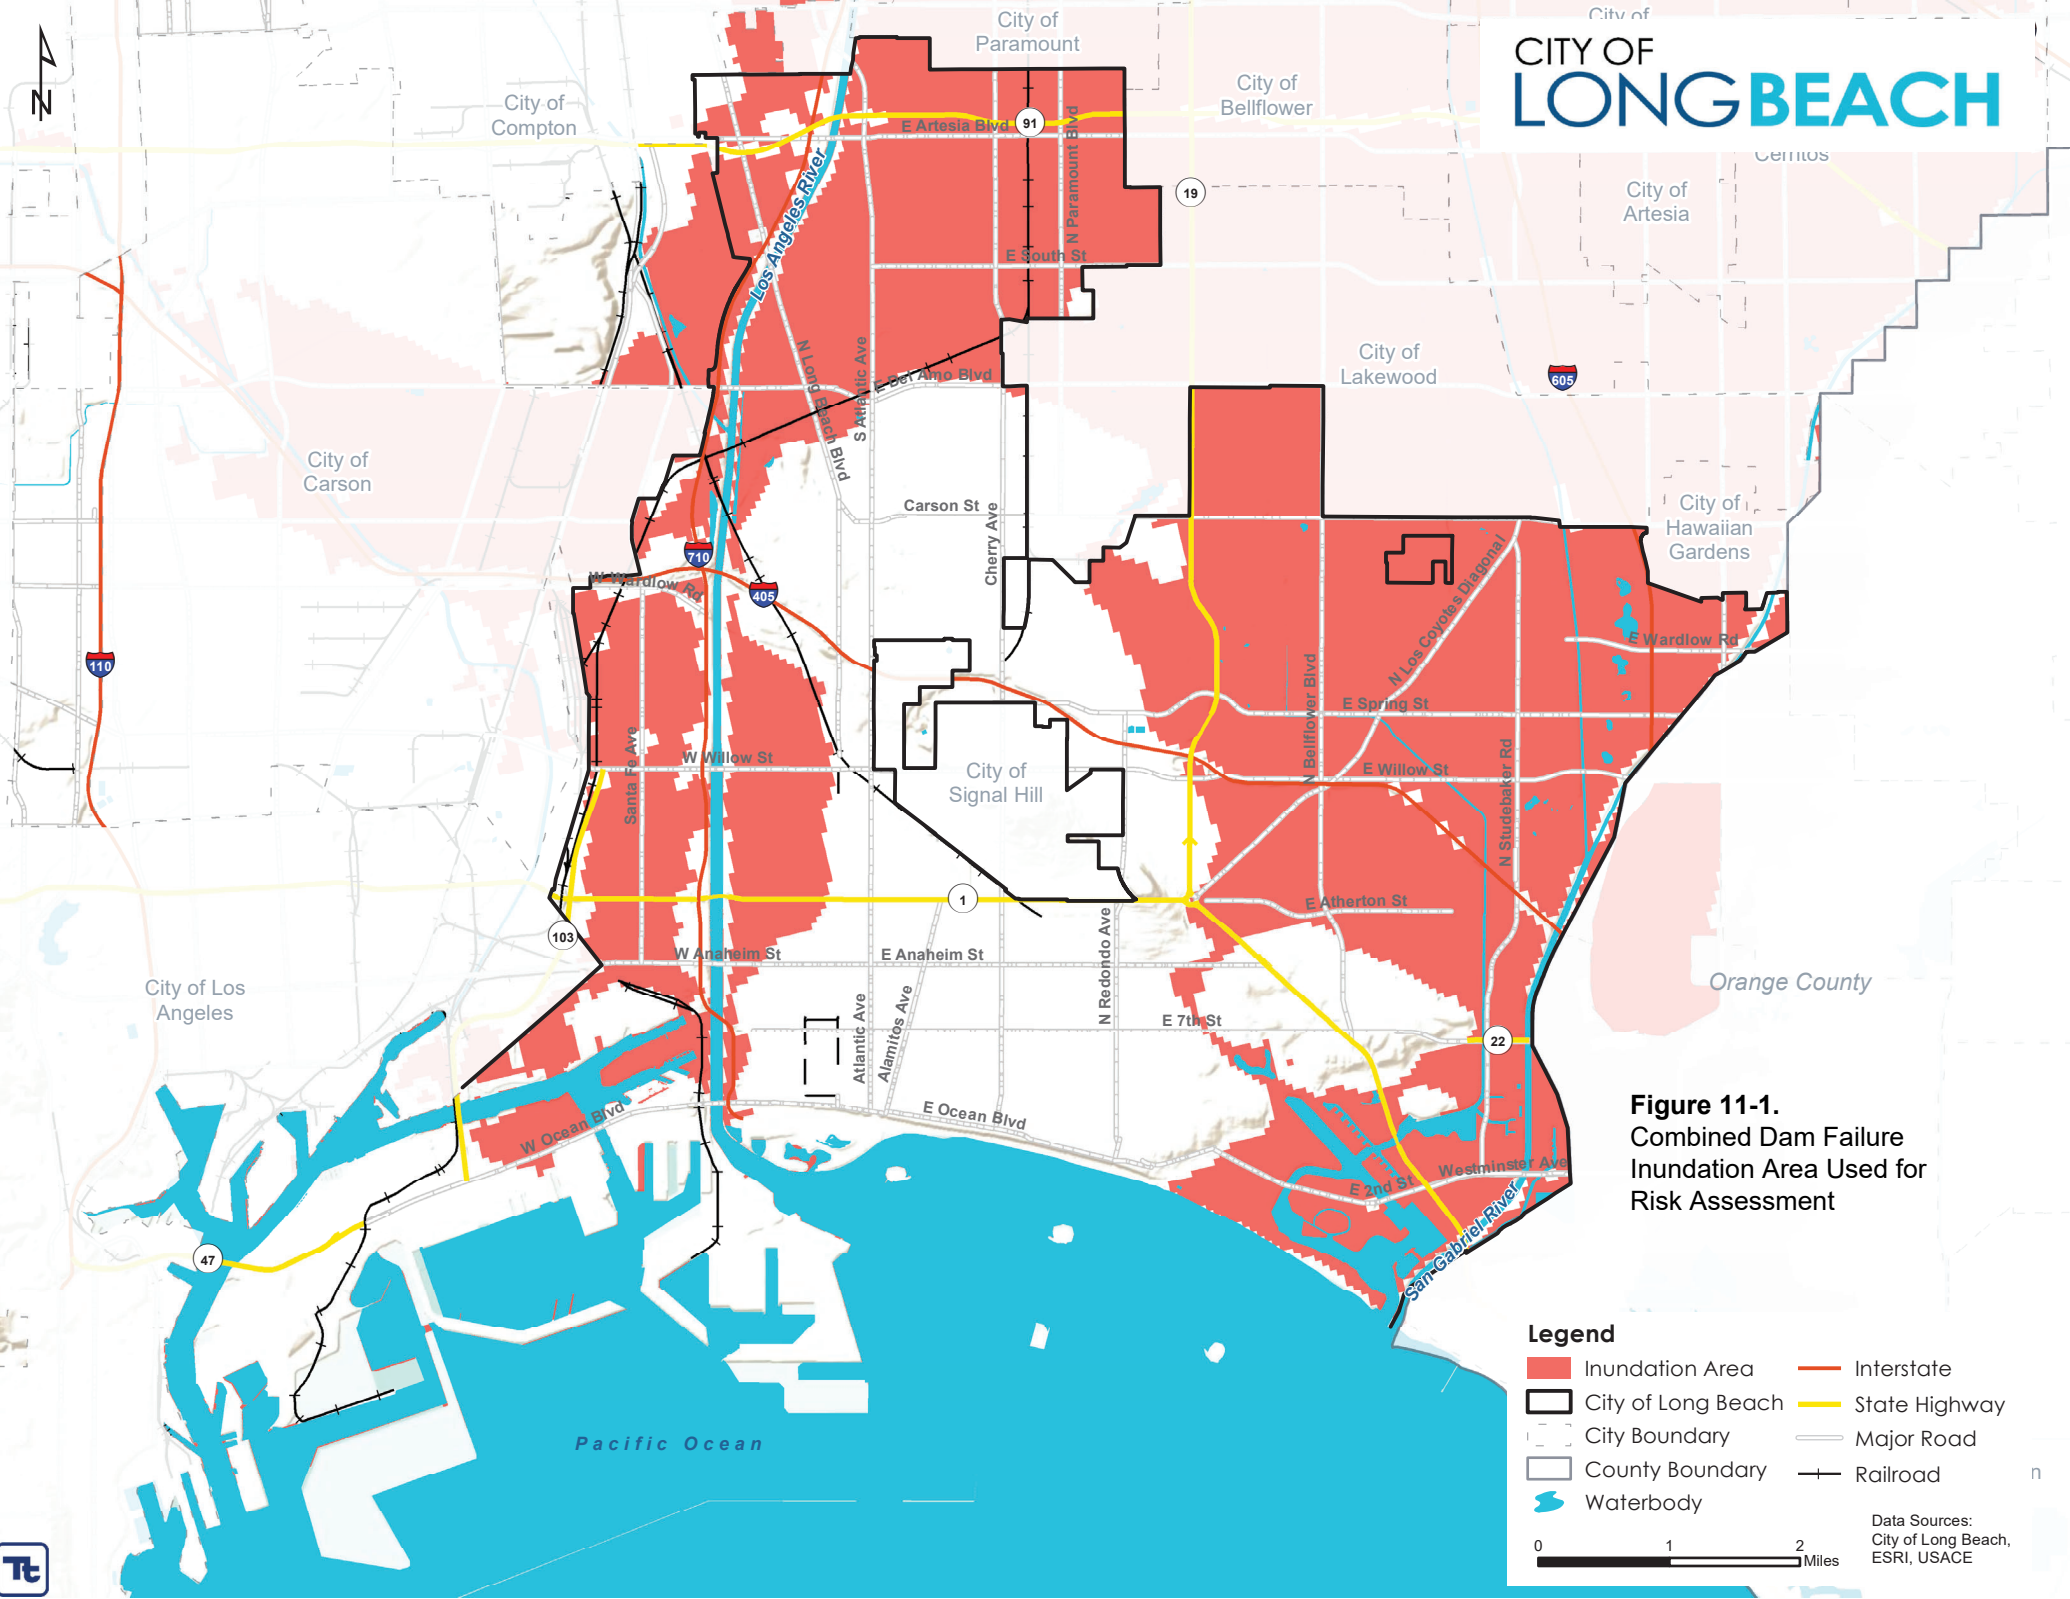 N
City of
Paramount
City of
CITY OF
LONG BEACH
City of
Bellflower
City of
Compton
91
E Artesia Blvd
N Paramount Blvd
Cerritos
City of
Artesia
19
Los Angeles River
E South St
N Long Beach Blvd
S Atlantic Ave
E Del Amo Blvd
City of
Lakewood
605
City of
Carson
Carson St
Cherry Ave
City of
Hawaiian
Gardens
710
405
W Wardlow Rd
N Los Coyotes Diagonal
E Wardlow Rd
110
N Bellflower Blvd
E Spring St
Santa Fe Ave
W Willow St
City of
Signal Hill
E Willow St
N Studebaker Rd
1
E Atherton St
103
W Anaheim St
E Anaheim St
N Redondo Ave
Orange County
City of Los
Angeles
Atlantic Ave
Alamitos Ave
E 7th St
22
W Ocean Blvd
E Ocean Blvd
Westminster Ave
E 2nd St
San Gabriel River
47
Figure 11-1.
Combined Dam Failure
Inundation Area Used for
Risk Assessment
Pacific Ocean
Legend
Inundation Area
City of Long Beach
City Boundary
County Boundary
Waterbody
Interstate
State Highway
Major Road
Railroad
n
0 1 2
Miles
Data Sources:
City of Long Beach,
ESRI, USACE
Tt